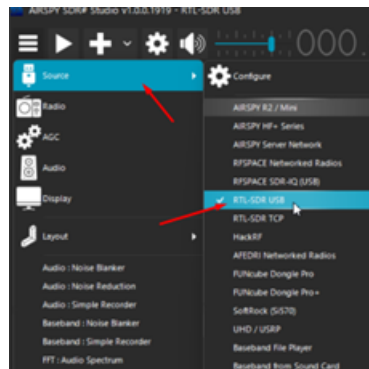 AIRSPY SDR# Studio v1.0.0.1919 - RTL-SDR USB
000.
Source
Configure
Radio
AGC
Audio
Display
Layout
Audio : Noise Blanker
Audio : Noise Reduction
Audio : Simple Recorder
Baseband : Noise Blanker
Baseband : Simple Recorder
FFT : Audio Spectrum
AIRSPY R2 / Mini
AIRSPY HF+ Series
AIRSPY Server Network
RFSPACE Networked Radios
RFSPACE SDR-IQ (USB)
RTL-SDR USB
RTL-SDR TCP
HackRF
AFEDRI Networked Radios
FUNcube Dongle Pro
FUNcube Dongle Pro+
SoftRock (Si570)
UHD / USRP
Baseband File Player
Baseband from Sound Card